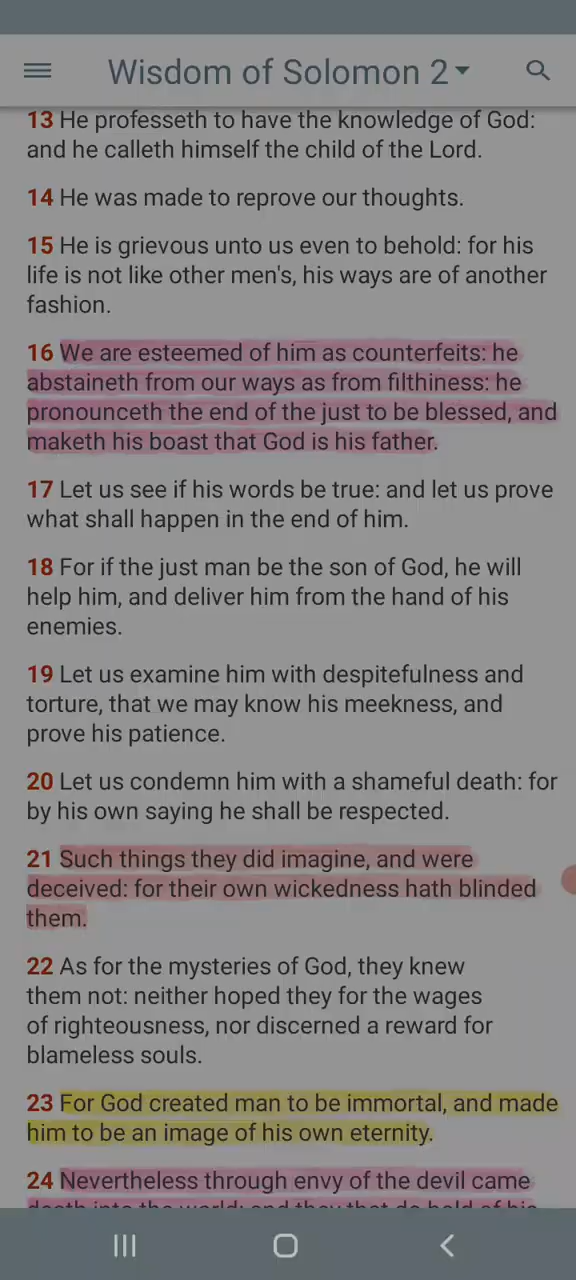 Wisdom of Solomon 2
13 He professeth to have the knowledge of God:
and he calleth himself the child of the Lord.
14 He was made to reprove our thoughts.
15 He is grievous unto us even to behold: for his
life is not like other men's, his ways are of another
fashion.
16 We are esteemed of him as counterfeits: he
abstaineth from our ways as from filthiness: he
pronounceth the end of the just to be blessed, and
maketh his boast that God is his father.
17 Let us see if his words be true: and let us prove
what shall happen in the end of him.
18 For if the just man be the son of God, he will
help him, and deliver him from the hand of his
enemies.
19 Let us examine him with despitefulness and
torture, that we may know his meekness, and
prove his patience.
20 Let us condemn him with a shameful death: for
by his own saying he shall be respected.
21 Such things they did imagine, and were
deceived: for their own wickedness hath blinded
them.
22 As for the mysteries of God, they knew
them not: neither hoped they for the wages
of righteousness, nor discerned a reward for
blameless souls.
23 For God created man to be immortal, and made
him to be an image of his own eternity.
24 Nevertheless through envy of the devil came
death into the world: and they that do hold of his